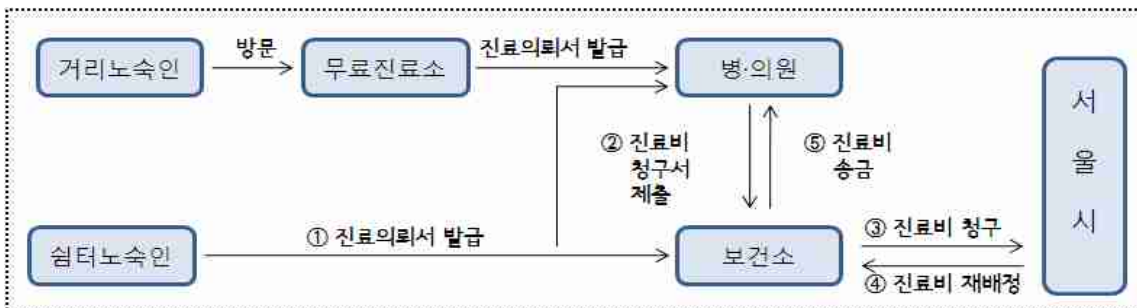 거리노숙인
방문
무료진료소
진료의뢰서 발급
병·의원
서
울
시
② 진료비
청구서
제출
⑤ 진료비
송금
쉼터노숙인
① 진료의뢰서 발급
보건소
③ 진료비 청구
④ 진료비 재배정